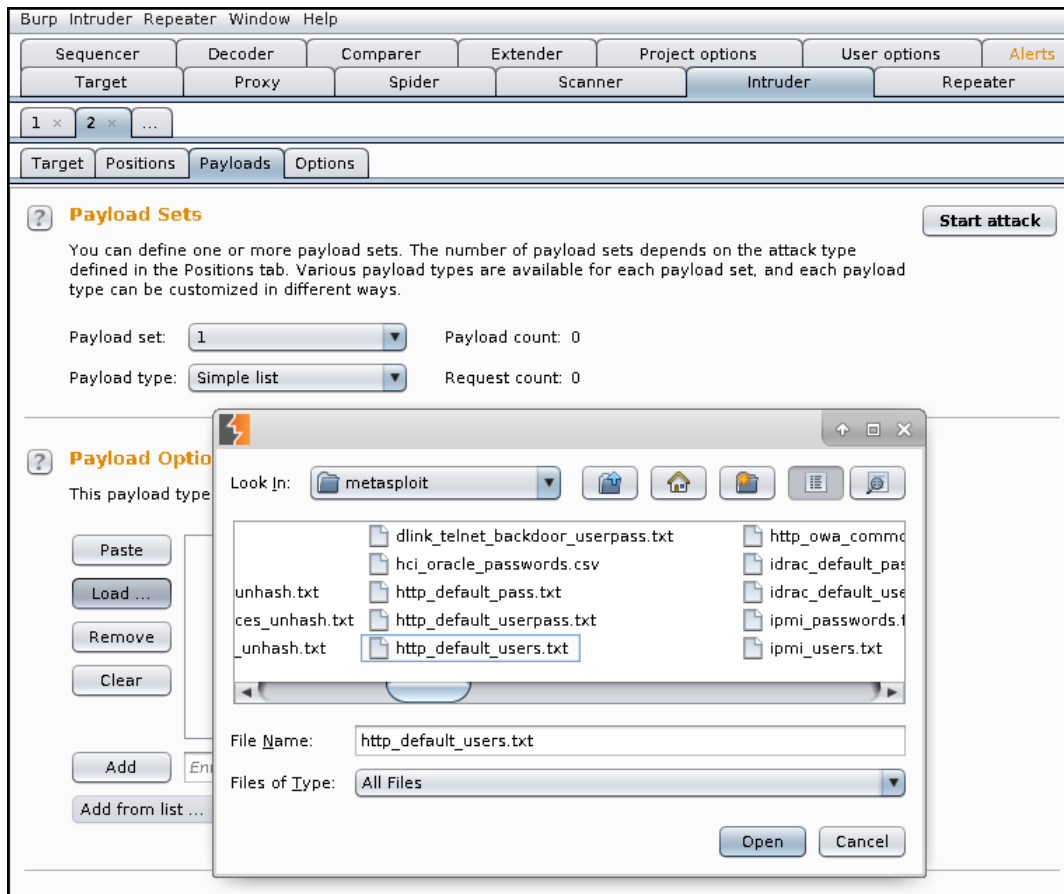 Burp Intruder Repeater Window Help
Sequencer Decoder Comparer Extender Project options User options Alerts
Target Proxy Spider Scanner Intruder Repeater
1 × 2 × ...
Target Positions Payloads Options
? Payload Sets Start attack
You can define one or more payload sets. The number of payload sets depends on the attack type
defined in the Positions tab. Various payload types are available for each payload set, and each payload
type can be customized in different ways.
Payload set: 1 Payload count: 0
Payload type: Simple list Request count: 0
? Payload Optio
This payload type
Look In: metasploit
dlink_telnet_backdoor_userpass.txt http_owa_commo
hci_oracle_passwords.csv idrac_default_pas
unhash.txt http_default_pass.txt idrac_default_use
ces_unhash.txt http_default_userpass.txt ipmi_passwords.t
_unhash.txt http_default_users.txt ipmi_users.txt
Paste
Load ...
Remove
Clear
File Name: http_default_users.txt
Add
Files of Type: All Files
Add from list ...
Open Cancel